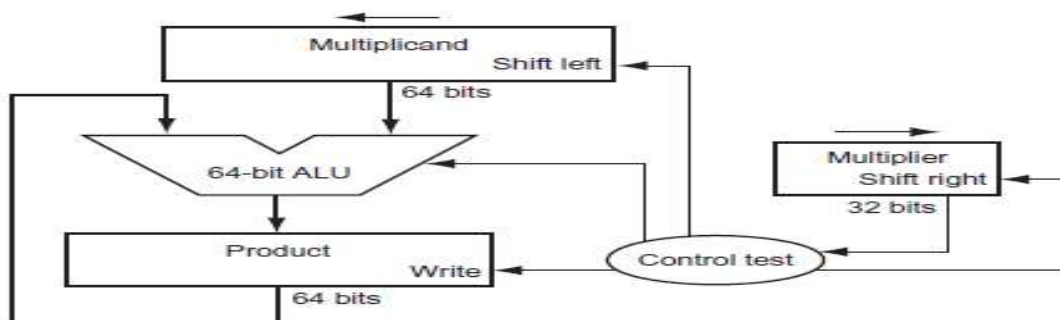 Multiplicand
Shift left
64 bits
64-bit ALU
Multiplier
Shift right
32 bits
Product
Write
Control test
64 bits